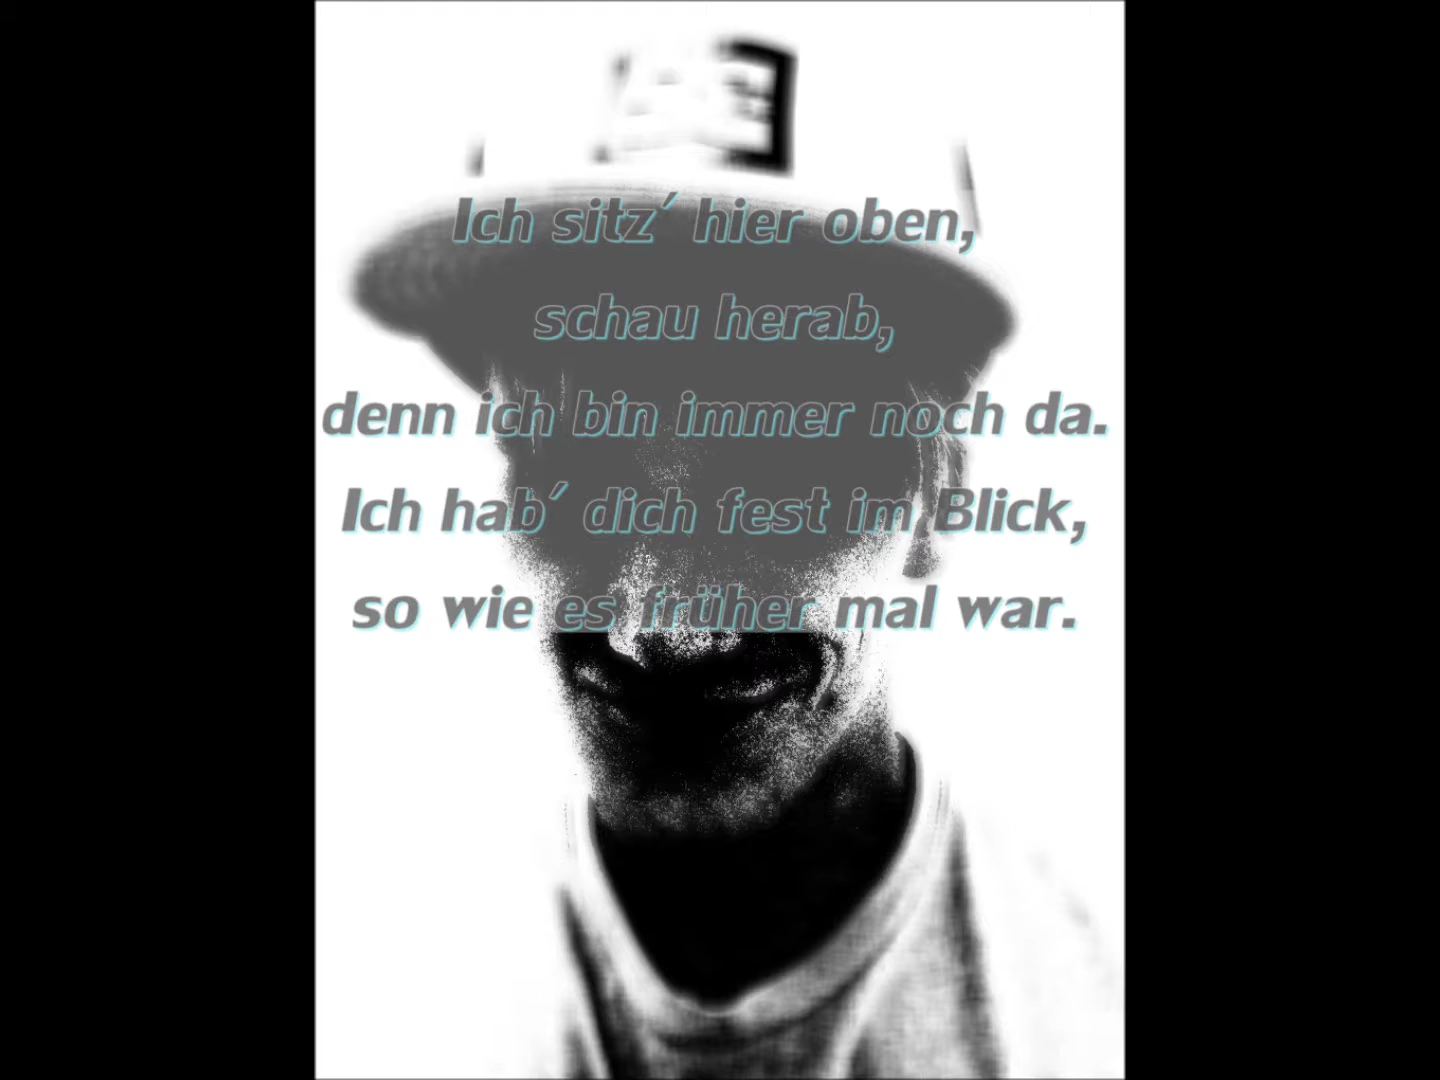 Ich sitz´ hier oben,
schau herab,
denn ich bin immer noch da.
Ich hab´ dich fest im Blick,
so wie es früher mal war.